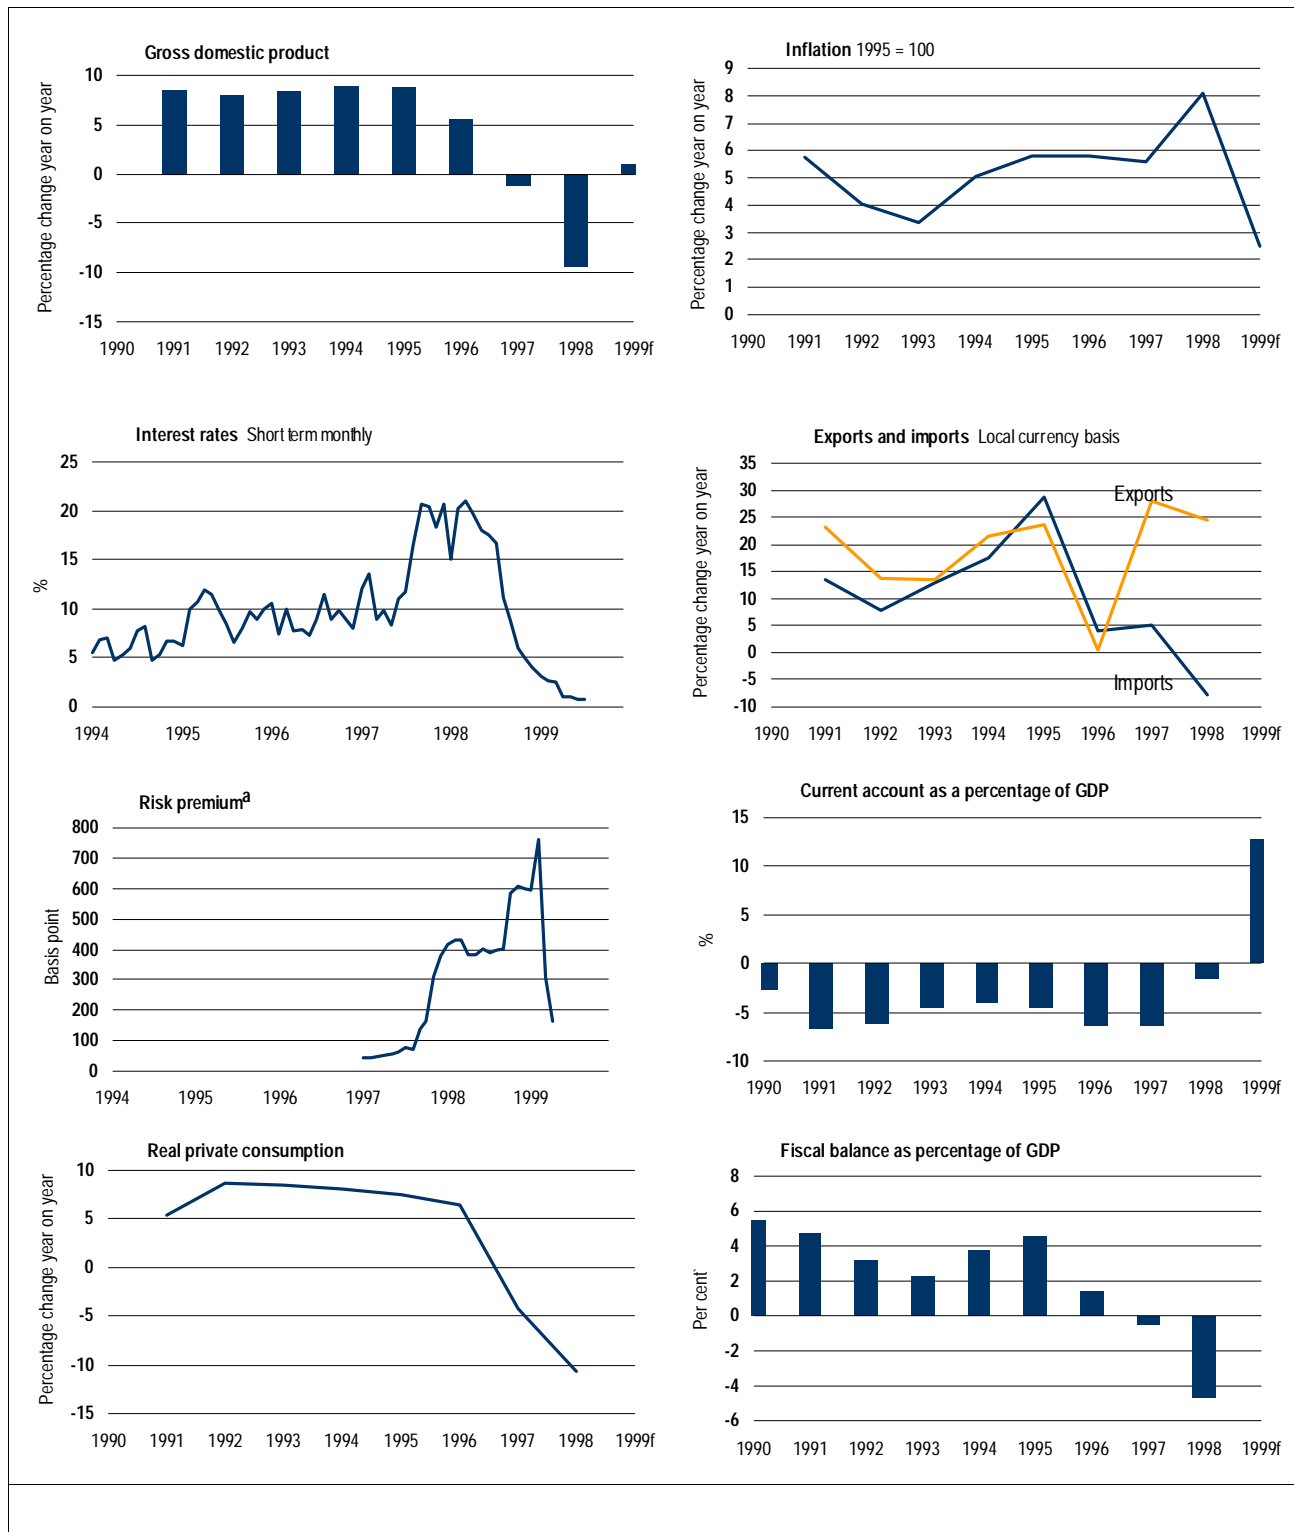 Gross domestic product
Percentage change year on year
10
5
0
-5
-10
-15
1990 1991 1992 1993 1994 1995 1996 1997 1998 1999f
Inflation 1995 = 100
Percentage change year on year
9
8
7
6
5
4
3
2
1
0
1990 1991 1992 1993 1994 1995 1996 1997 1998 1999f
Interest rates Short term monthly
%
25
20
15
10
5
0
1994 1995 1996 1997 1998 1999
Exports and imports Local currency basis
Percentage change year on year
35
30
25
20
15
10
5
0
-5
-10
Exports
Imports
1990 1991 1992 1993 1994 1995 1996 1997 1998 1999f
Risk premiumᵃ
Basis point
800
700
600
500
400
300
200
100
0
1994 1995 1996 1997 1998 1999
Current account as a percentage of GDP
%
15
10
5
0
-5
-10
1990 1991 1992 1993 1994 1995 1996 1997 1998 1999f
Real private consumption
Percentage change year on year
10
5
0
-5
-10
-15
1990 1991 1992 1993 1994 1995 1996 1997 1998 1999f
Fiscal balance as percentage of GDP
Per cent`
8
6
4
2
0
-2
-4
-6
1990 1991 1992 1993 1994 1995 1996 1997 1998 1999f